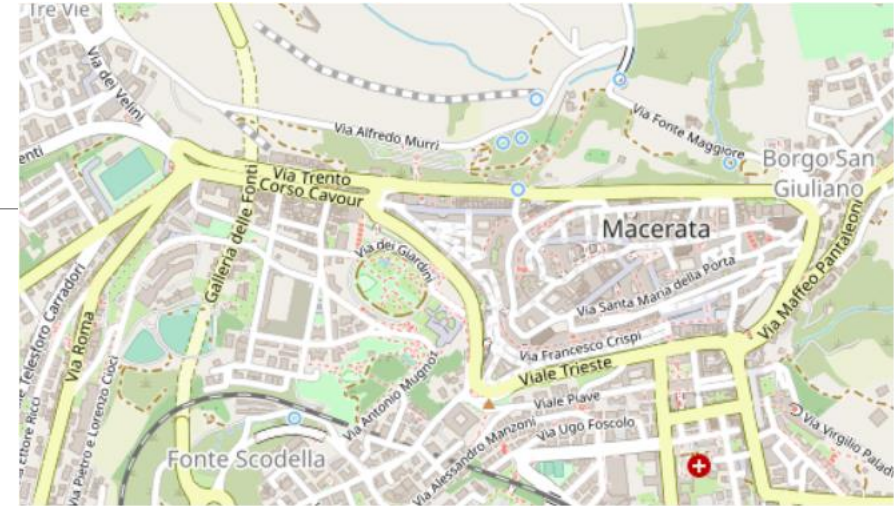 Tre Vie
Via dei Velini
Via Alfredo Murri
Via Fonte Maggiore
Borgo San
Giuliano
enti
Via Trento
Corso Cavour
Galleria delle Fonti
Macerata
Via dei Giardini
Via Santa Maria della Porta
Via Maffeo Pantaleoni
Via Francesco Crispi
Viale Trieste
Telesforo Carradori
Via Roma
Via Pietro e Lorenzo Cioci
Ettore Ricci
Via Antonio Mugnoz
Viale Piave
Via Ugo Foscolo
Via Alessandro Manzoni
Via Virgilio Palad
Fonte Scodella